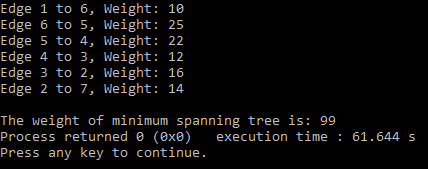 Edge 1 to 6, Weight: 10
Edge 6 to 5, Weight: 25
Edge 5 to 4, Weight: 22
Edge 4 to 3, Weight: 12
Edge 3 to 2, Weight: 16
Edge 2 to 7, Weight: 14
The weight of minimum spanning tree is: 99
Process returned 0 (0x0)   execution time : 61.644 s
Press any key to continue.